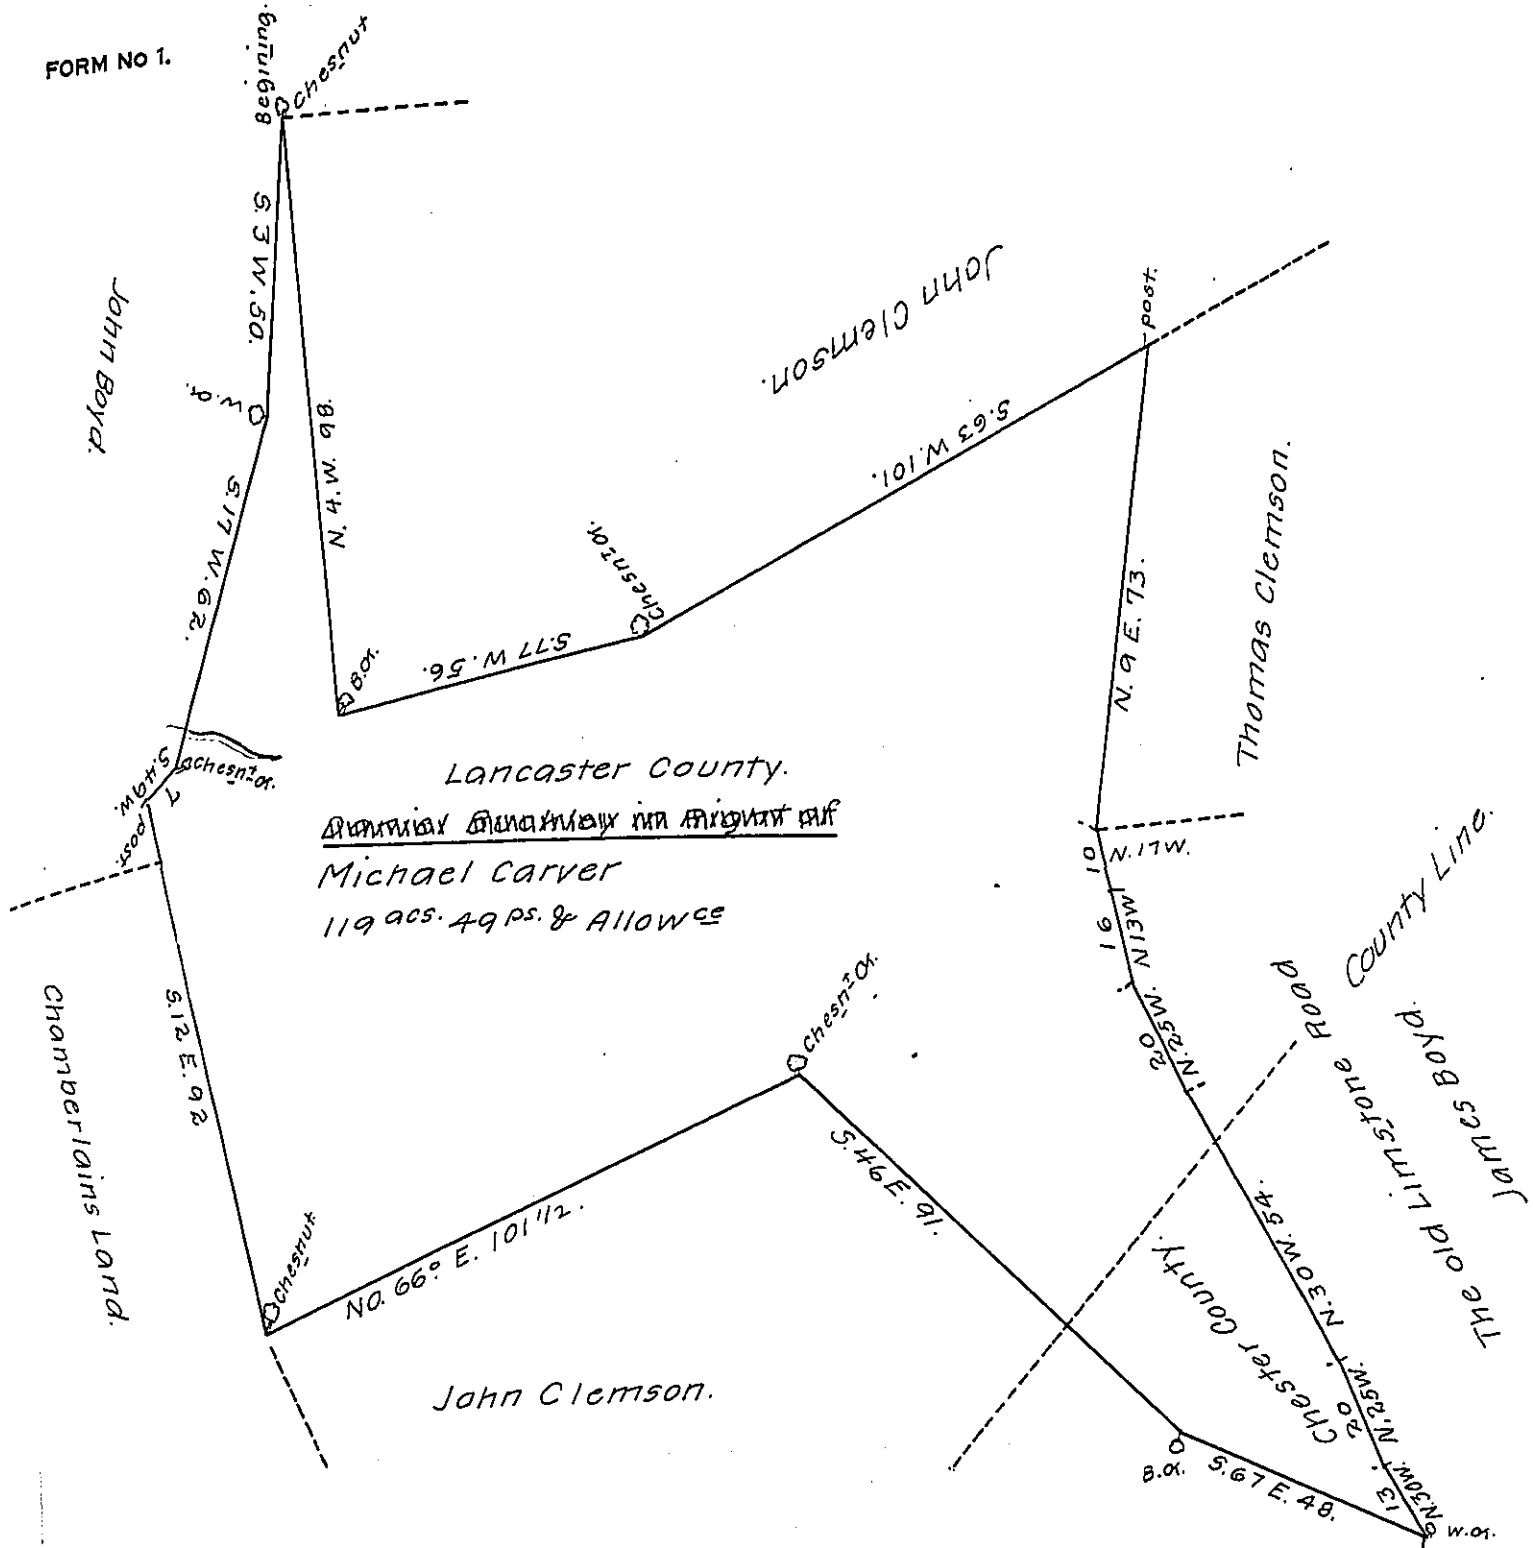 FORM NO 1.
Begining.
Chesnut
S. 3 W. 50.
John Boyd.
W. O.
N. 4 W. 98.
John Clemson.
post.
S. 63 W. 101.
S. 17 W. 62.
Chesnt O.
S. 77 W. 56.
B. O.
N. 9 E. 73.
Thomas Clemson.
Chesnt O.
S. 49 W.
7
post.
Lancaster County.
Michael Carver
119 acs. 49 ps. & Allowce
10
N. 17 W.
16
N 13 W
20
N. 25 W.
County Line.
James Boyd.
The old Limstone Road
Chamberlains Land.
S. 12 E. 92
Chesnt O.
Chesnut
NO. 66° E. 101 1/2.
S. 46 E. 91.
N. 30 W. 54.
Chester County.
John Clemson.
20
N. 25 W.
B. O.
S. 67 E. 48.
13
N. 30 W.
W. O.